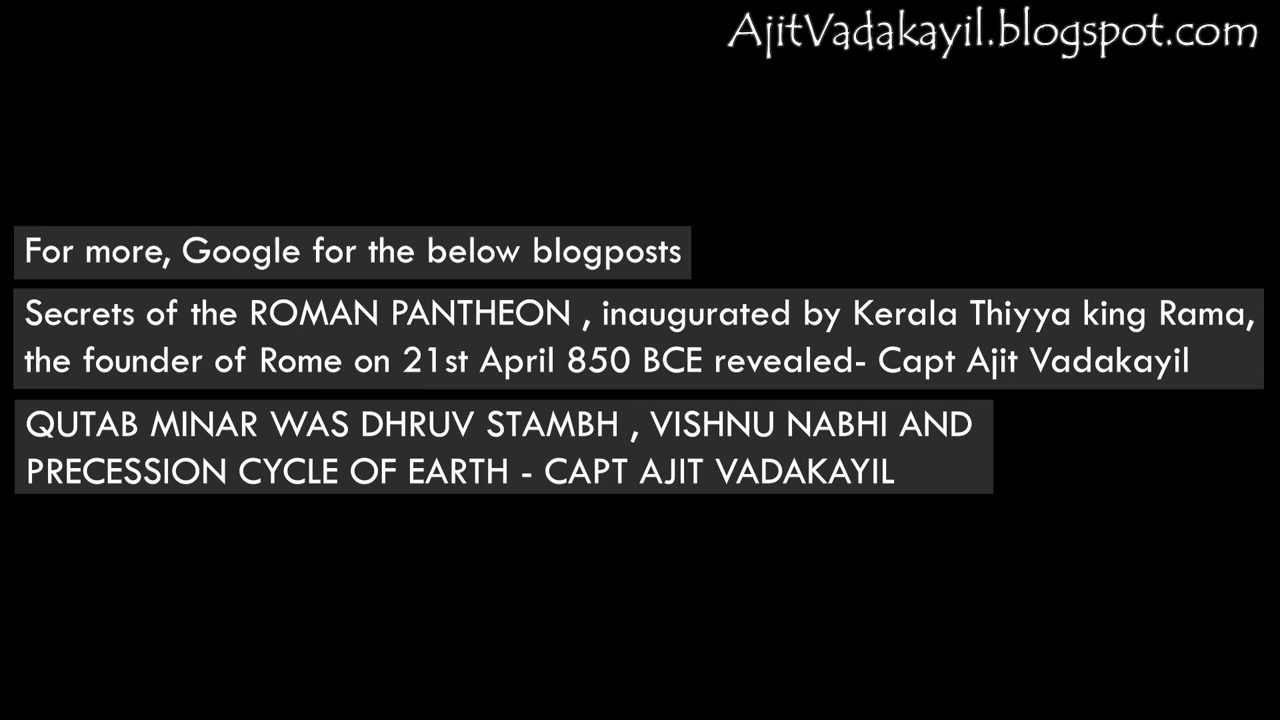 AjitVadakayil.blogspot.com
For more, Google for the below blogposts
Secrets of the ROMAN PANTHEON , inaugurated by Kerala Thiyya king Rama,
the founder of Rome on 21st April 850 BCE revealed- Capt Ajit Vadakayil
QUTAB MINAR WAS DHRUV STAMBH , VISHNU NABHI AND
PRECESSION CYCLE OF EARTH - CAPT AJIT VADAKAYIL